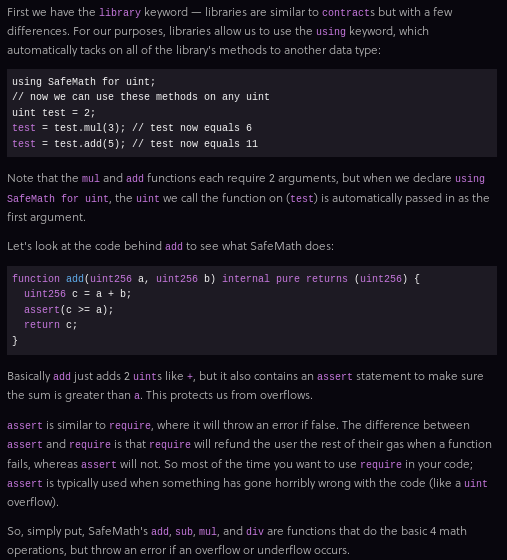 First we have the library keyword — libraries are similar to contracts but with a few
differences. For our purposes, libraries allow us to use the using keyword, which
automatically tacks on all of the library's methods to another data type:
using SafeMath for uint;
// now we can use these methods on any uint
uint test = 2;
test = test.mul(3); // test now equals 6
test = test.add(5); // test now equals 11
Note that the mul and add functions each require 2 arguments, but when we declare using
SafeMath for uint, the uint we call the function on (test) is automatically passed in as the
first argument.
Let's look at the code behind add to see what SafeMath does:
function add(uint256 a, uint256 b) internal pure returns (uint256) {
  uint256 c = a + b;
  assert(c >= a);
  return c;
}
Basically add just adds 2 uints like +, but it also contains an assert statement to make sure
the sum is greater than a. This protects us from overflows.
assert is similar to require, where it will throw an error if false. The difference between
assert and require is that require will refund the user the rest of their gas when a function
fails, whereas assert will not. So most of the time you want to use require in your code;
assert is typically used when something has gone horribly wrong with the code (like a uint
overflow).
So, simply put, SafeMath's add, sub, mul, and div are functions that do the basic 4 math
operations, but throw an error if an overflow or underflow occurs.